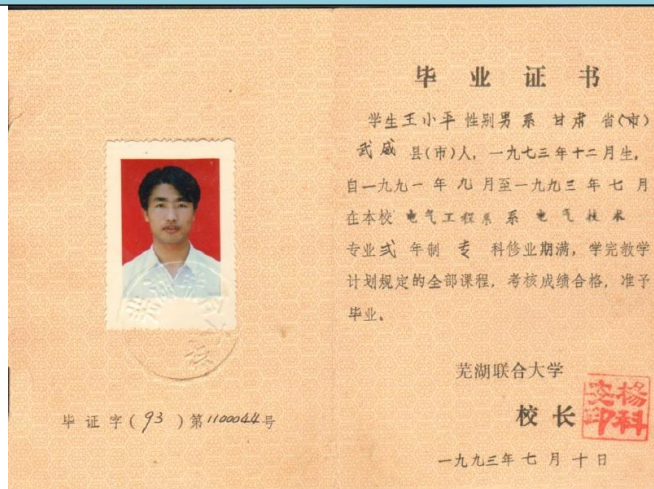 毕业证书
学生王小平性别男系甘肃省(市)
武威县(市)人，一九七三年十二月生，
自一九九一年九月至一九九三年七月
在本校电气工程系系电气技术
专业弍年制专科修业期满，学完教学
计划规定的全部课程，考核成绩合格，准予
毕业。
芜湖联合大学
校长
杨科
安印
一九九三年七月十日
毕证字(93)第1100044号